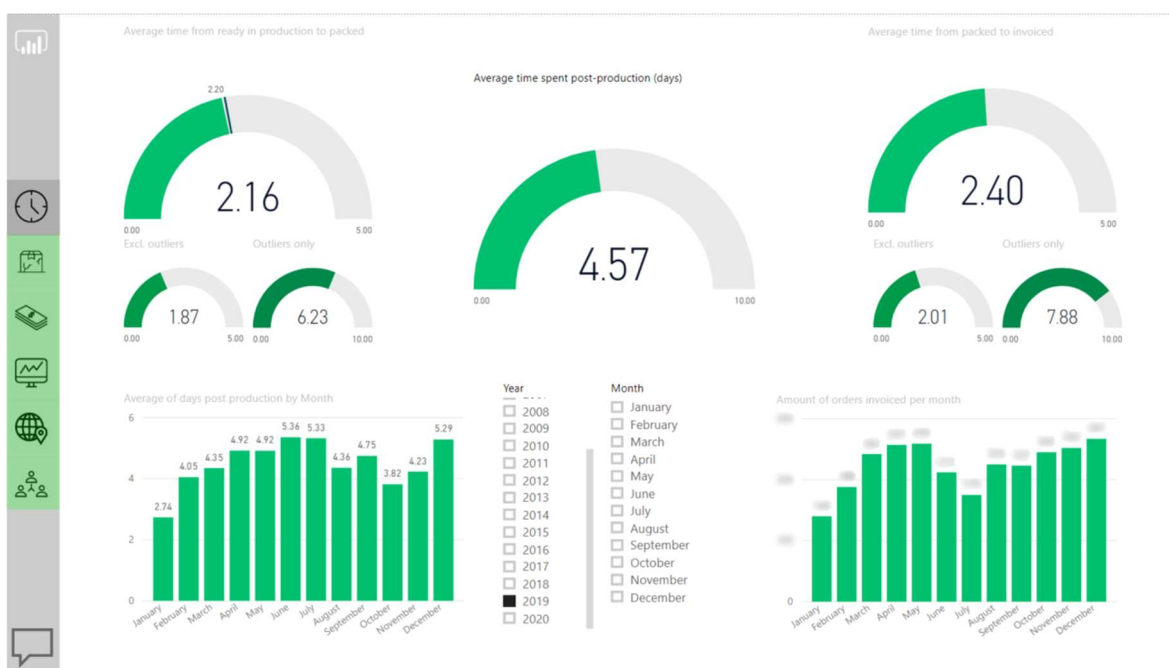 Average time from ready in production to packed
2.20
2.16
0.00
5.00
Excl. outliers
1.87
0.00
5.00
Outliers only
6.23
0.00
10.00
Average time spent post-production (days)
4.57
0.00
10.00
Average time from packed to invoiced
2.40
0.00
5.00
Excl. outliers
2.01
0.00
5.00
Outliers only
7.88
0.00
10.00
Average of days post production by Month
6
4
2
0
2.74
4.05
4.35
4.92
4.92
5.36
5.33
4.36
4.75
3.82
4.23
5.29
January
February
March
April
May
June
July
August
September
October
November
December
Year
2008
2009
2010
2011
2012
2013
2014
2015
2016
2017
2018
2019
2020
Month
January
February
March
April
May
June
July
August
September
October
November
December
Amount of orders invoiced per month
0
January
February
March
April
May
June
July
August
September
October
November
December